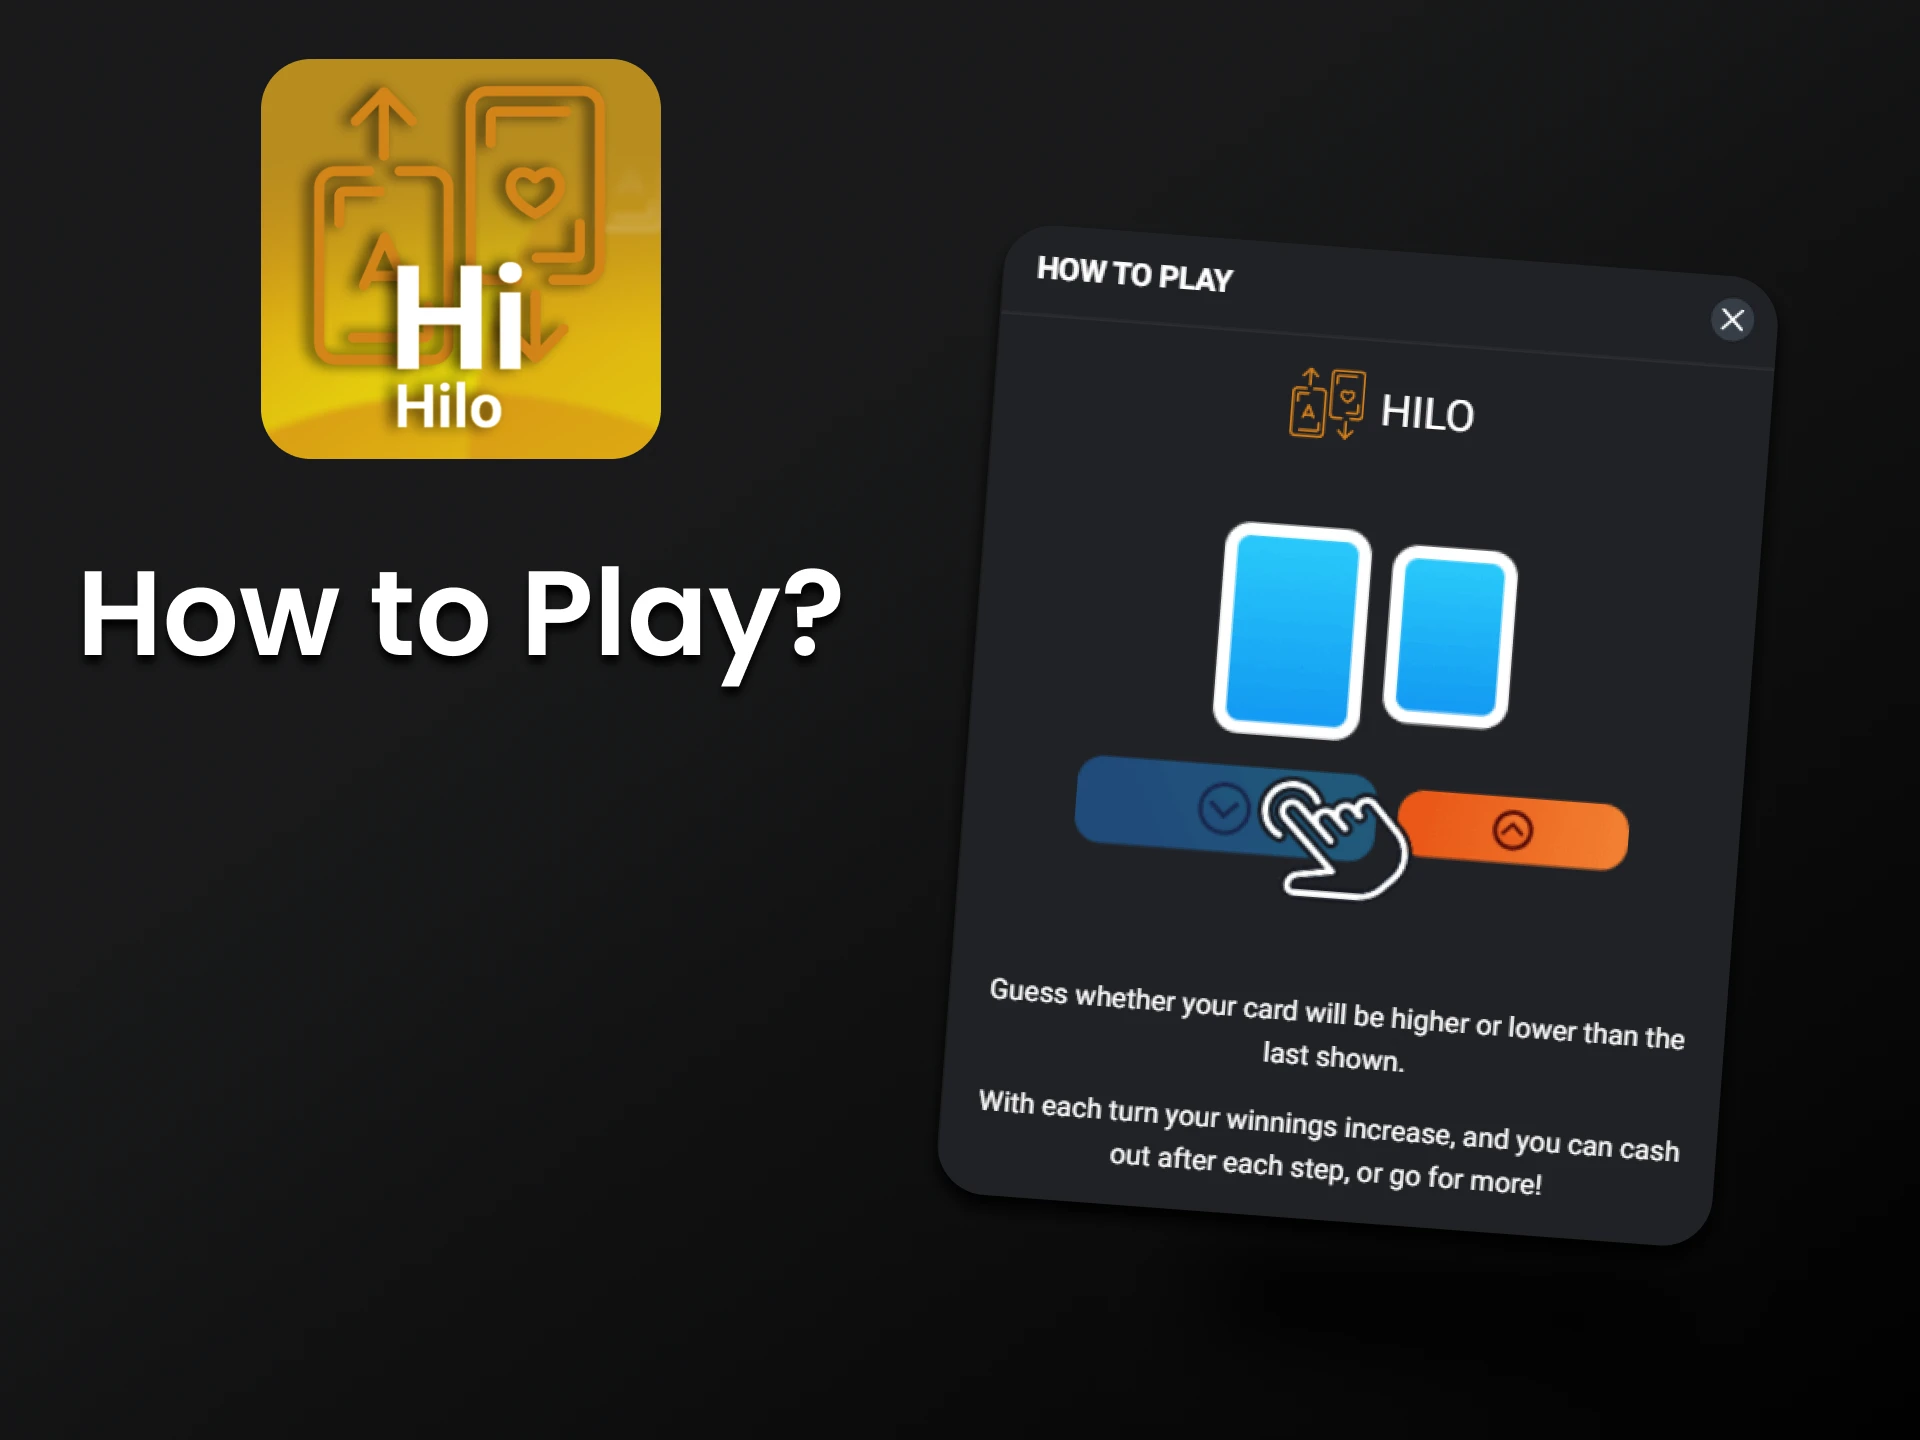 A
Hi
Hilo
How to Play?
HOW TO PLAY
A
HILO
Guess whether your card will be higher or lower than the
last shown.
With each turn your winnings increase, and you can cash
out after each step, or go for more!